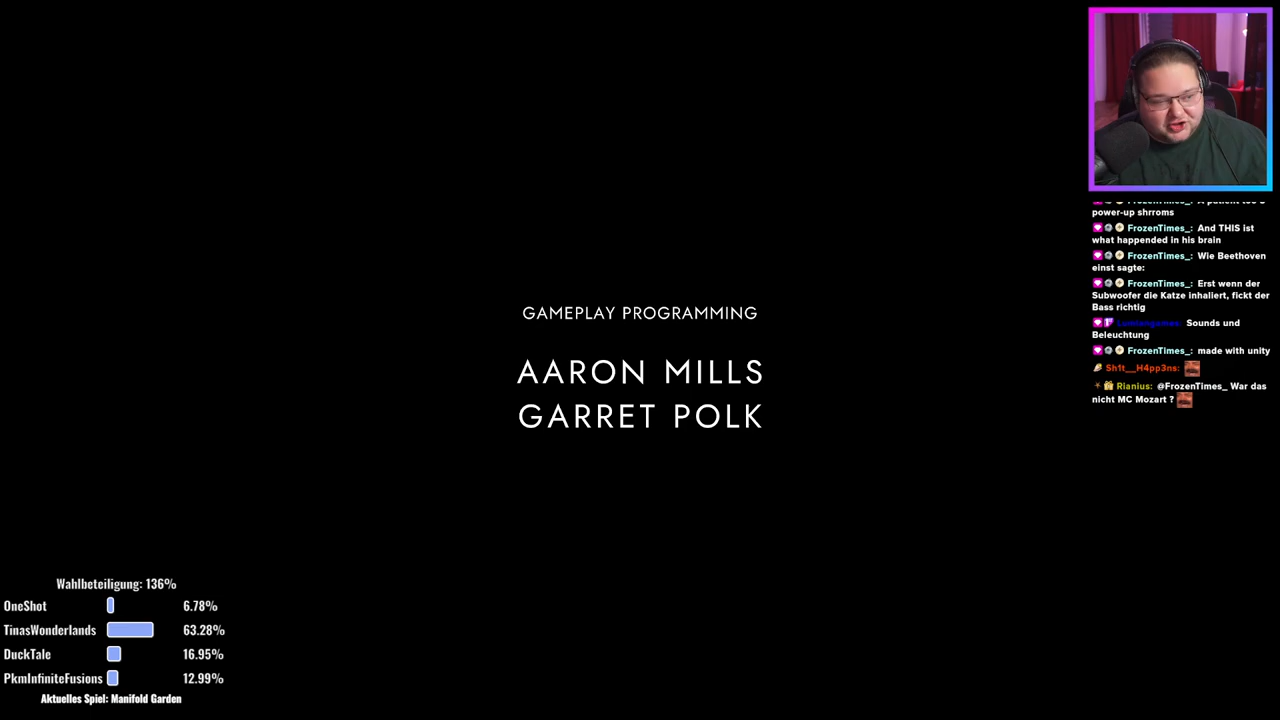 GAMEPLAY PROGRAMMING
AARON MILLS
GARRET POLK
power-up shrroms
FrozenTimes_: And THIS ist
what happended in his brain
FrozenTimes_: Wie Beethoven
einst sagte:
FrozenTimes_: Erst wenn der
Subwoofer die Katze inhaliert, fickt der
Bass richtig
Sounds und
Beleuchtung
FrozenTimes_: made with unity
Sh1t__H4pp3ns:
Rianius: @FrozenTimes_ War das
nicht MC Mozart ?
Wahlbeteiligung: 136%
OneShot 6.78%
TinasWonderlands 63.28%
DuckTale 16.95%
PkmInfiniteFusions 12.99%
Aktuelles Spiel: Manifold Garden